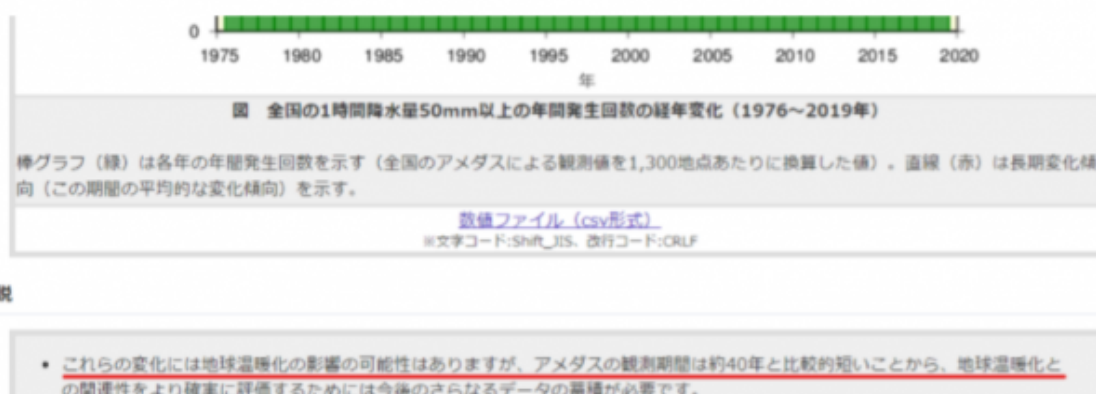 0
1975 1980 1985 1990 1995 2000 2005 2010 2015 2020
年
図 全国の1時間降水量50mm以上の年間発生回数の経年変化（1976～2019年）
棒グラフ（緑）は各年の年間発生回数を示す（全国のアメダスによる観測値を1,300地点あたりに換算した値）。直線（赤）は長期変化傾
向（この期間の平均的な変化傾向）を示す。
数値ファイル（csv形式）
※文字コード:Shift_JIS、改行コード:CRLF
説
• これらの変化には地球温暖化の影響の可能性はありますが、アメダスの観測期間は約40年と比較的短いことから、地球温暖化と
の関連性をより確実に評価するためには今後のさらなるデータの蓄積が必要です。